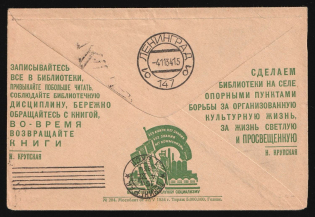 ЗАПИСЫВАЙТЕСЬ
ВСЕ В БИБЛИОТЕКИ,
ПРИВЫКАЙТЕ ПОБОЛЬШЕ ЧИТАТЬ,
СОБЛЮДАЙТЕ БИБЛИОТЕЧНУЮ
ДИСЦИПЛИНУ, БЕРЕЖНО
ОБРАЩАЙТЕСЬ С КНИГОЙ,
ВО-ВРЕМЯ
ВОЗВРАЩАЙТЕ
КНИГИ
Н. КРУПСКАЯ
ЛЕНИНГРАД
147
СДЕЛАЕМ
БИБЛИОТЕКИ НА СЕЛЕ
ОПОРНЫМИ ПУНКТАМИ
БОРЬБЫ ЗА ОРГАНИЗОВАННУЮ
КУЛЬТУРНУЮ ЖИЗНЬ,
ЗА ЖИЗНЬ СВЕТЛУЮ
И ПРОСВЕЩЕННУЮ
Н. КРУПСКАЯ